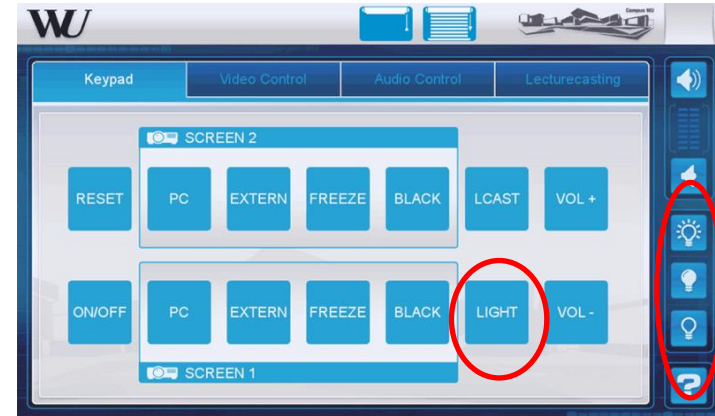 WU
Campus WU
Keypad
Video Control
Audio Control
Lecturecasting
SCREEN 2
RESET
PC
EXTERN
FREEZE
BLACK
LCAST
VOL +
ON/OFF
PC
EXTERN
FREEZE
BLACK
LIGHT
VOL -
SCREEN 1
?